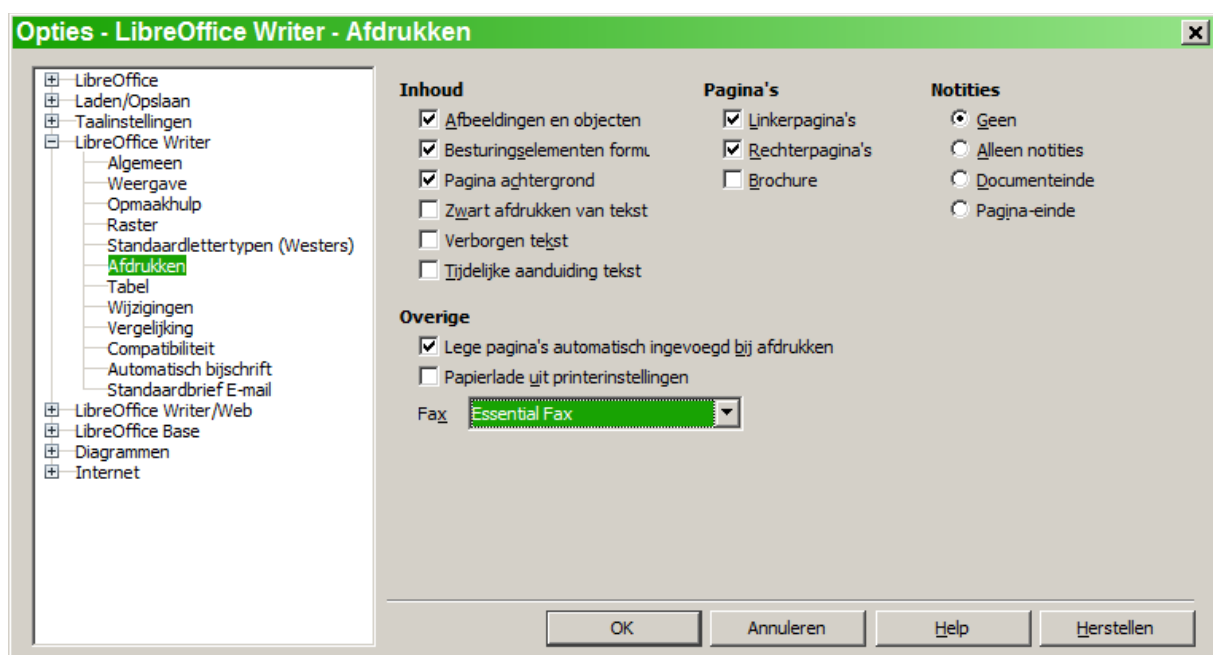 Opties - LibreOffice Writer - Afdrukken
LibreOffice
Laden/Opslaan
Taalinstellingen
LibreOffice Writer
Algemeen
Weergave
Opmaakhulp
Raster
Standaardlettertypen (Westers)
Afdrukken
Tabel
Wijzigingen
Vergelijking
Compatibiliteit
Automatisch bijschrift
Standaardbrief E-mail
LibreOffice Writer/Web
LibreOffice Base
Diagrammen
Internet
Inhoud
Afbeeldingen en objecten
Besturingselementen formu
Pagina achtergrond
Zwart afdrukken van tekst
Verborgen tekst
Tijdelijke aanduiding tekst
Pagina's
Linkerpagina's
Rechterpagina's
Brochure
Notities
Geen
Alleen notities
Documenteinde
Pagina-einde
Overige
Lege pagina's automatisch ingevoegd bij afdrukken
Papierlade uit printerinstellingen
Fax Essential Fax
OK Annuleren Help Herstellen